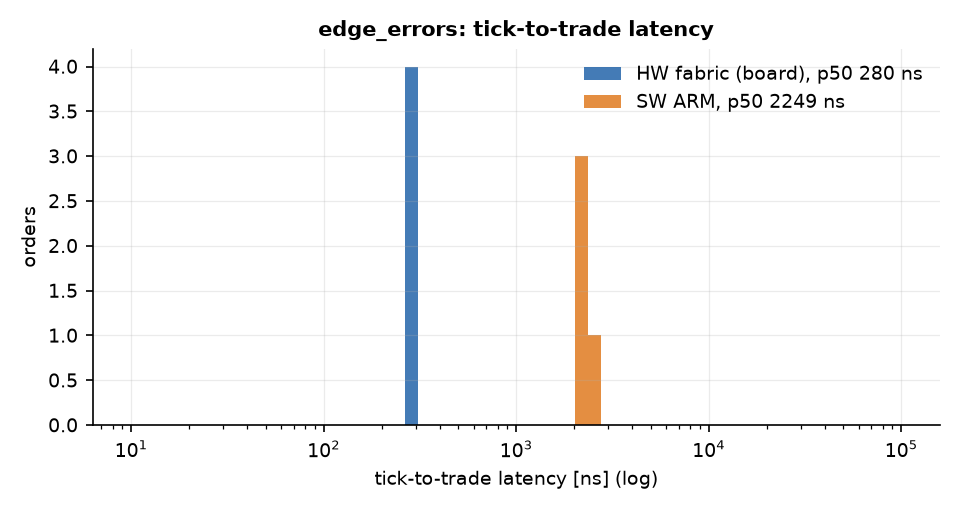 edge_errors: tick-to-trade latency
HW fabric (board), p50 280 ns
SW ARM, p50 2249 ns
orders
4.0
3.5
3.0
2.5
2.0
1.5
1.0
0.5
0.0
10¹ 10² 10³ 10⁴ 10⁵
tick-to-trade latency [ns] (log)